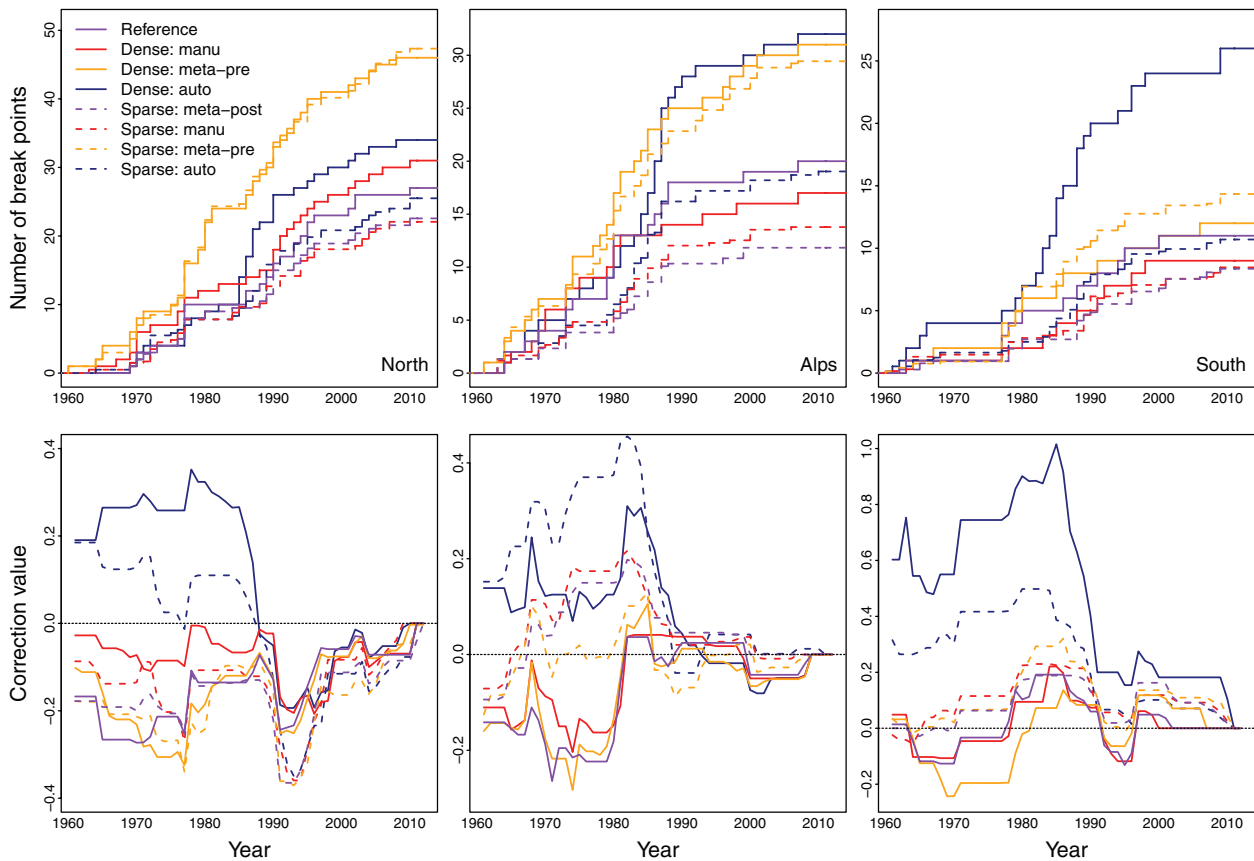 Number of break points
0 10 20 30 40 50
Reference
Dense: manu
Dense: meta-pre
Dense: auto
Sparse: meta-post
Sparse: manu
Sparse: meta-pre
Sparse: auto
North
1960 1970 1980 1990 2000 2010
0 5 10 15 20 25 30
Alps
1960 1970 1980 1990 2000 2010
0 5 10 15 20 25
South
1960 1970 1980 1990 2000 2010
Correction value
-0.4 -0.2 0.0 0.2 0.4
1960 1970 1980 1990 2000 2010
Year
-0.2 0.0 0.2 0.4
1960 1970 1980 1990 2000 2010
Year
-0.2 0.0 0.2 0.4 0.6 0.8 1.0
1960 1970 1980 1990 2000 2010
Year